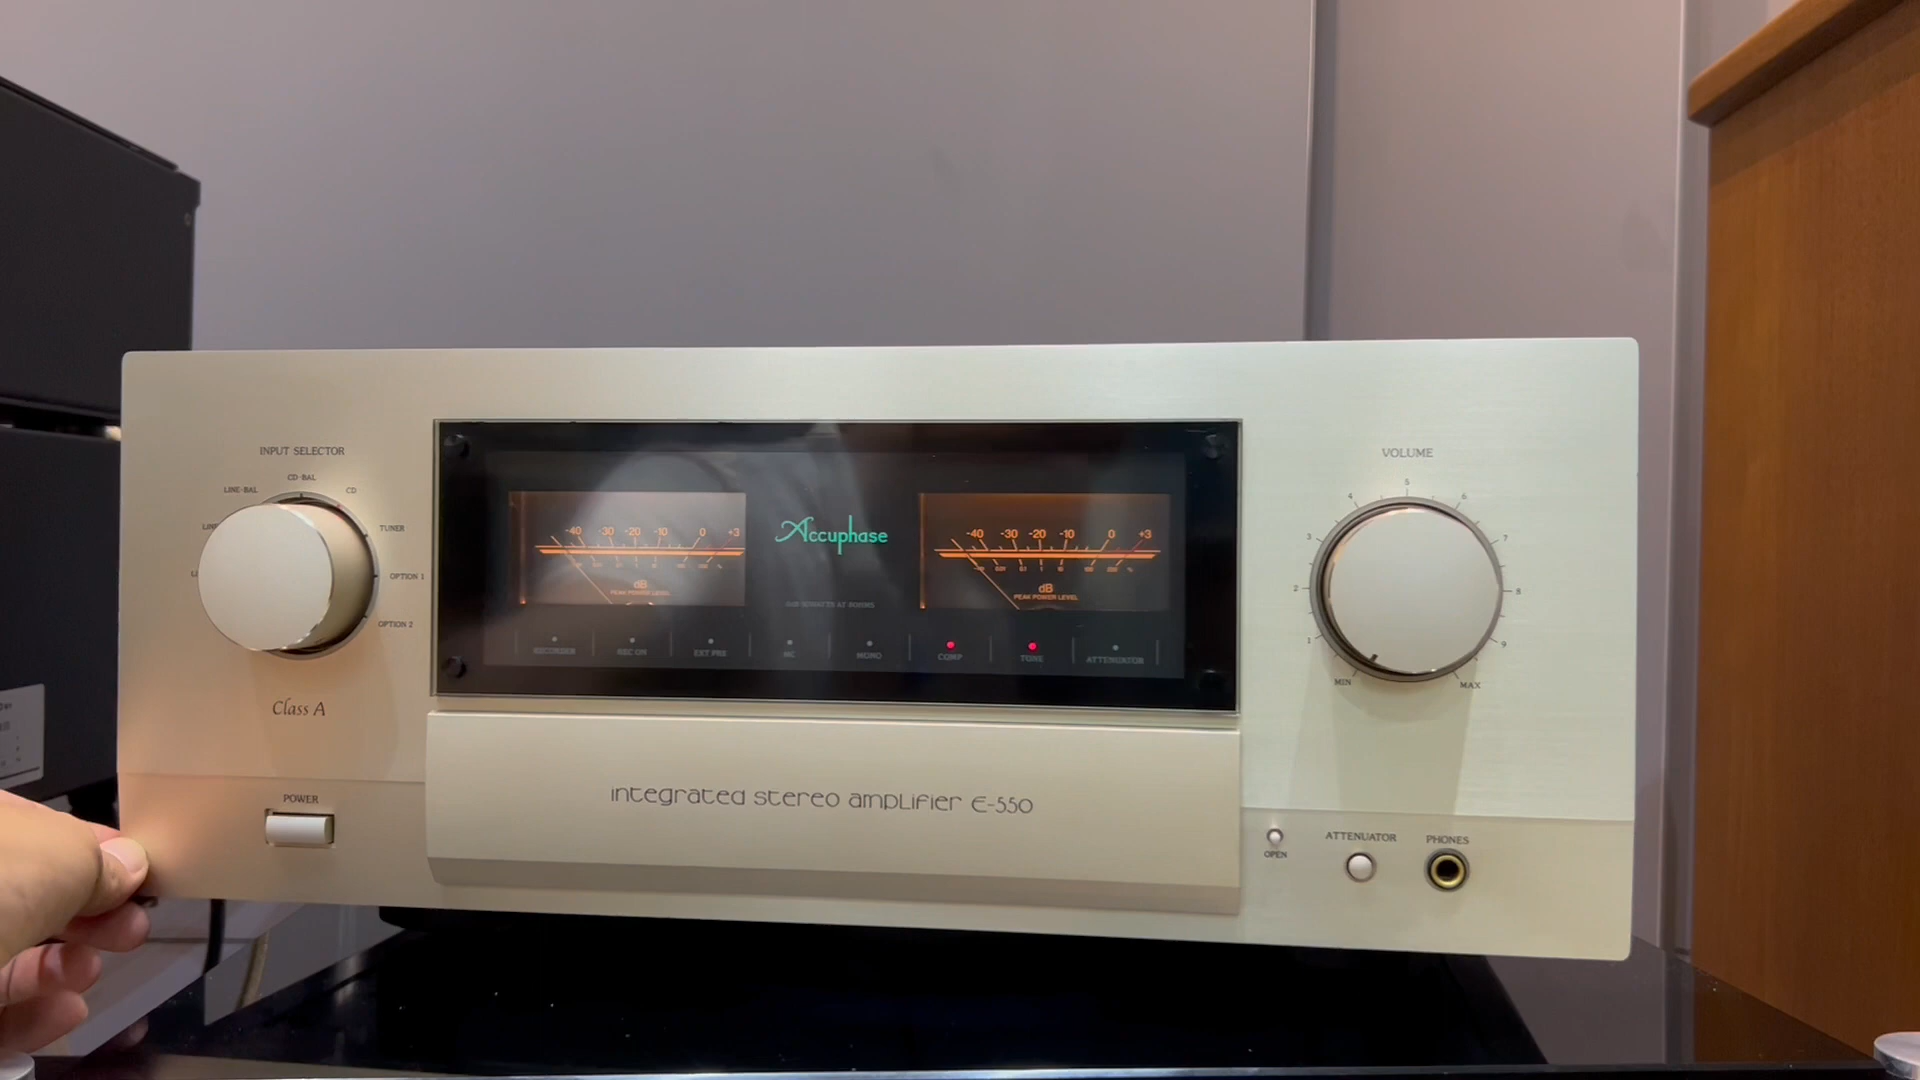 INPUT SELECTOR
LINE-BAL
CD-BAL
CD
TUNER
OPTION 1
OPTION 2
Class A
POWER
-40 -30 -20 -10 0 +3
dB
PEAK POWER LEVEL
Accuphase
-40 -30 -20 -10 0 +3
dB
PEAK POWER LEVEL
RECORDER REC ON EXT PRE MC MONO COMP TONE ATTENUATOR
integrated stereo amplifier E-550
VOLUME
MIN 1 2 3 4 5 6 7 8 9 MAX
OPEN
ATTENUATOR
PHONES